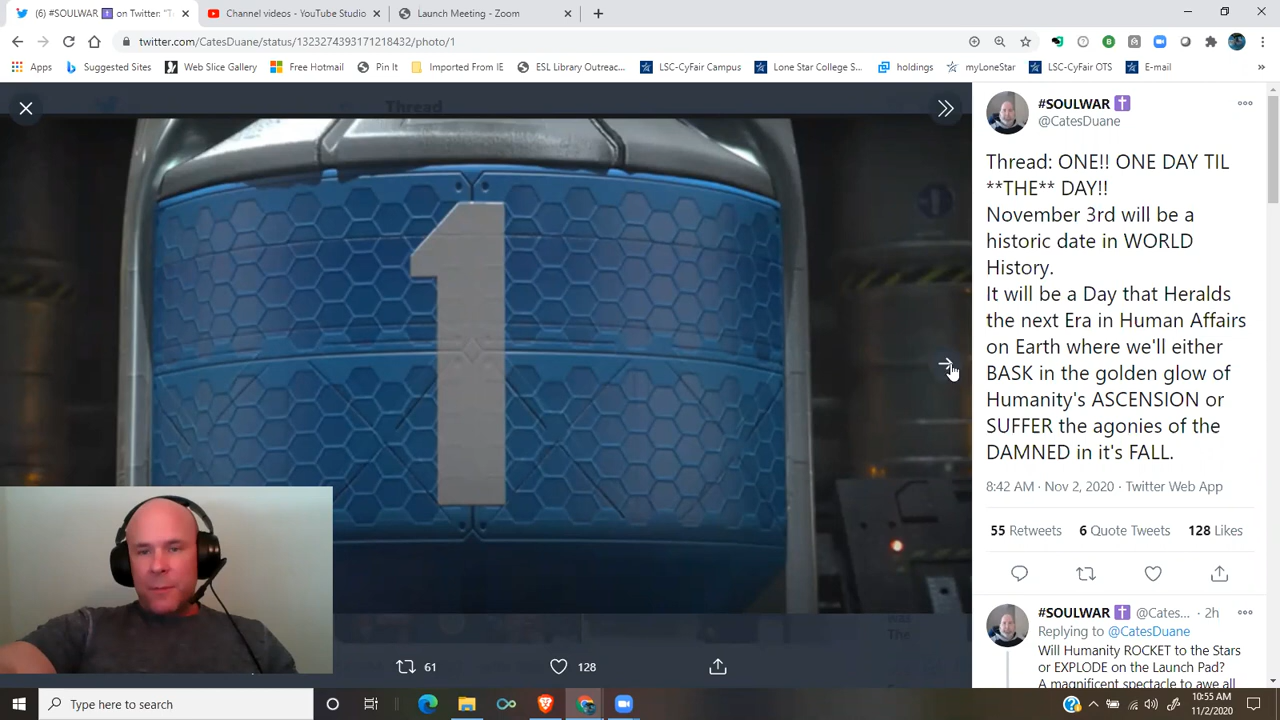 (6) #SOULWAR ✝ on Twitter: "T
Channel videos - YouTube Studio
Launch Meeting - Zoom
twitter.com/CatesDuane/status/1323274393171218432/photo/1
Apps
Suggested Sites
Web Slice Gallery
Free Hotmail
Pin It
Imported From IE
ESL Library Outreac...
LSC-CyFair Campus
Lone Star College S...
holdings
myLoneStar
LSC-CyFair OTS
E-mail
Thread
1
#SOULWAR ✝
@CatesDuane
Thread: ONE!! ONE DAY TIL
**THE** DAY!!
November 3rd will be a
historic date in WORLD
History.
It will be a Day that Heralds
the next Era in Human Affairs
on Earth where we'll either
BASK in the golden glow of
Humanity's ASCENSION or
SUFFER the agonies of the
DAMNED in it's FALL.
8:42 AM · Nov 2, 2020 · Twitter Web App
55 Retweets 6 Quote Tweets 128 Likes
#SOULWAR ✝ @Cates... · 2h
Replying to @CatesDuane
Will Humanity ROCKET to the Stars
or EXPLODE on the Launch Pad?
A magnificent spectacle to awe all
61
128
Type here to search
10:55 AM
11/2/2020